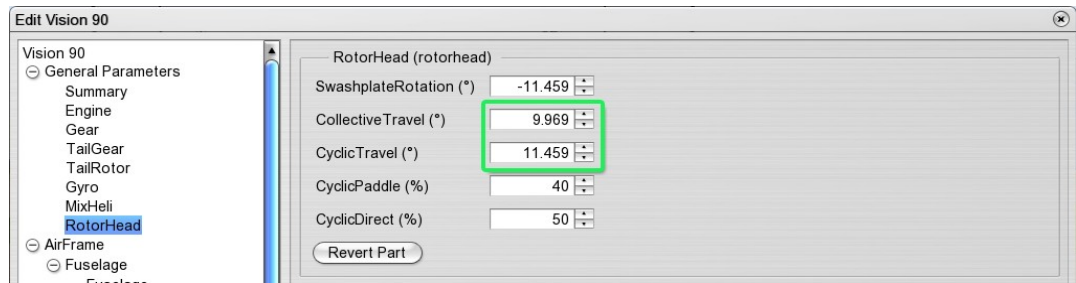 Edit Vision 90
Vision 90
General Parameters
Summary
Engine
Gear
TailGear
TailRotor
Gyro
MixHeli
RotorHead
AirFrame
Fuselage
Fuselage
RotorHead (rotorhead)
SwashplateRotation (°) -11.459
CollectiveTravel (°) 9.969
CyclicTravel (°) 11.459
CyclicPaddle (%) 40
CyclicDirect (%) 50
Revert Part